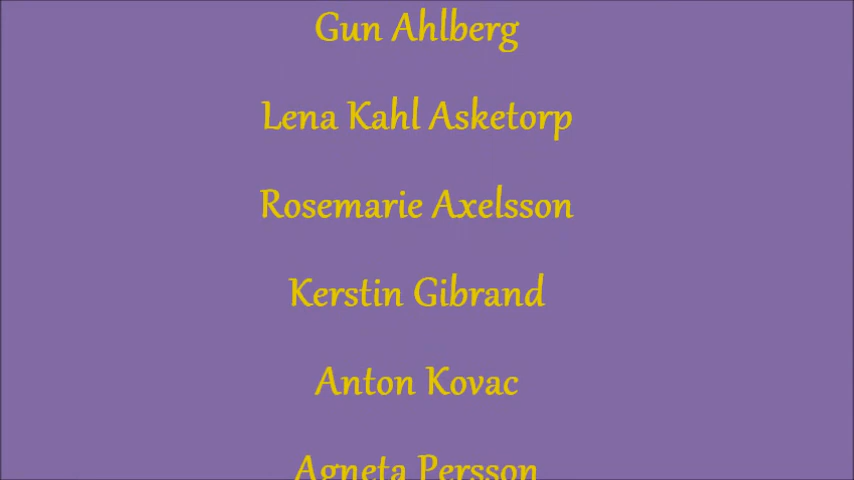 Gun Ahlberg
Lena Kahl Asketorp
Rosemarie Axelsson
Kerstin Gibrand
Anton Kovac
Agneta Persson